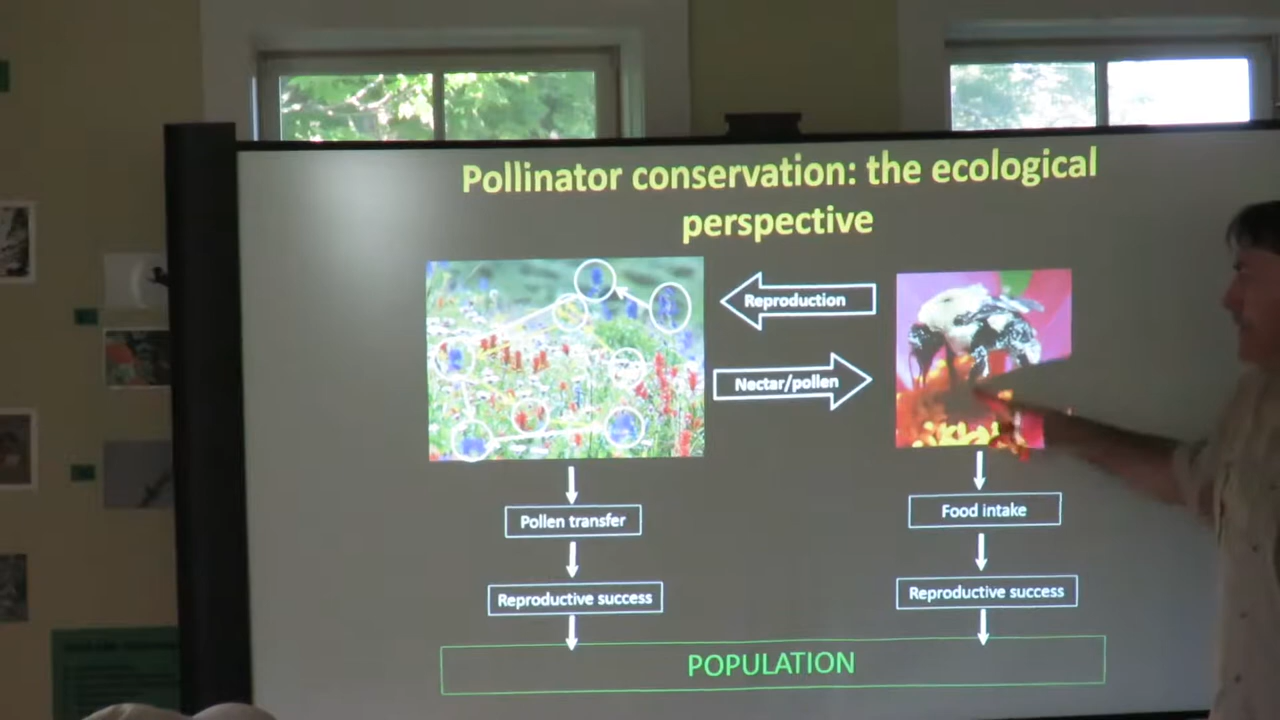 Pollinator conservation: the ecological
perspective
Reproduction
Nectar/pollen
Pollen transfer
Food intake
Reproductive success
Reproductive success
POPULATION